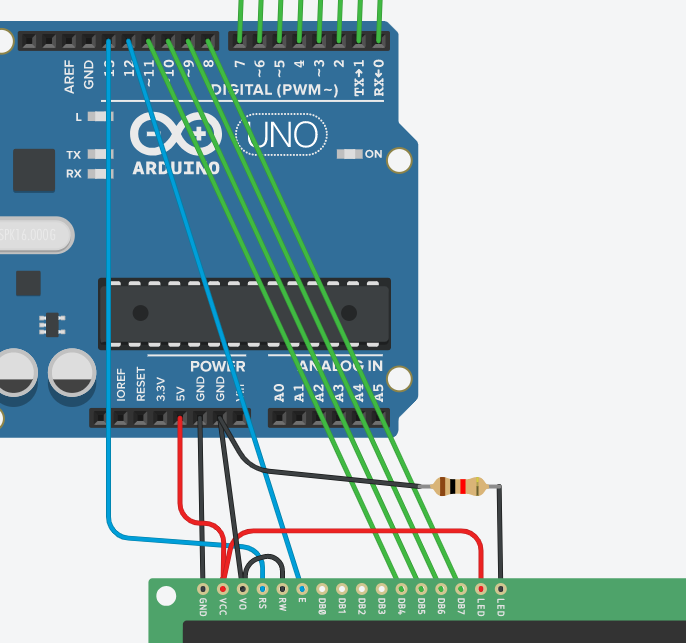 AREF GND 13 12 ~11 ~10 ~9 8 7 ~6 ~5 4 ~3 2 TX→1 RX←0
DIGITAL (PWM~)
L
UNO
TX
RX
ON
ARDUINO
SPK16.000G
POWER ANALOG IN
IOREF RESET 3.3V 5V GND GND Vin A0 A1 A2 A3 A4 A5
GND VCC VO RS RW E DB0 DB1 DB2 DB3 DB4 DB5 DB6 DB7 LED LED